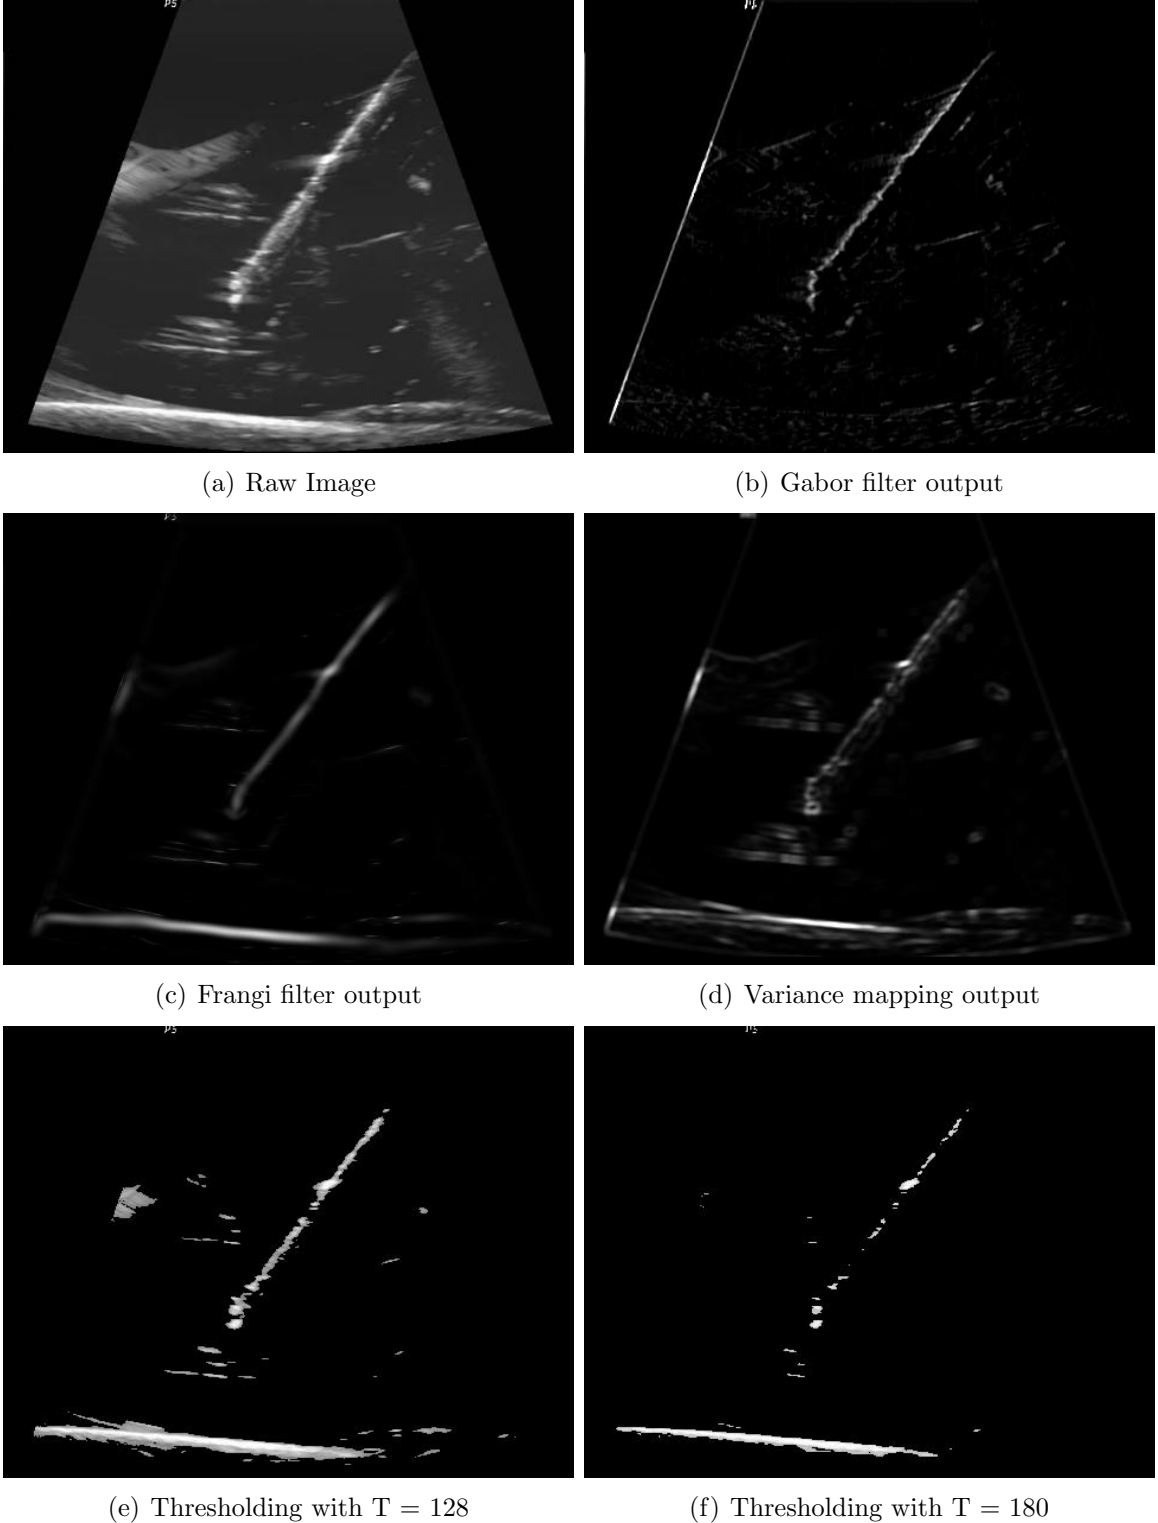 (a) Raw Image
(b) Gabor filter output
(c) Frangi filter output
(d) Variance mapping output
(e) Thresholding with T = 128
(f) Thresholding with T = 180